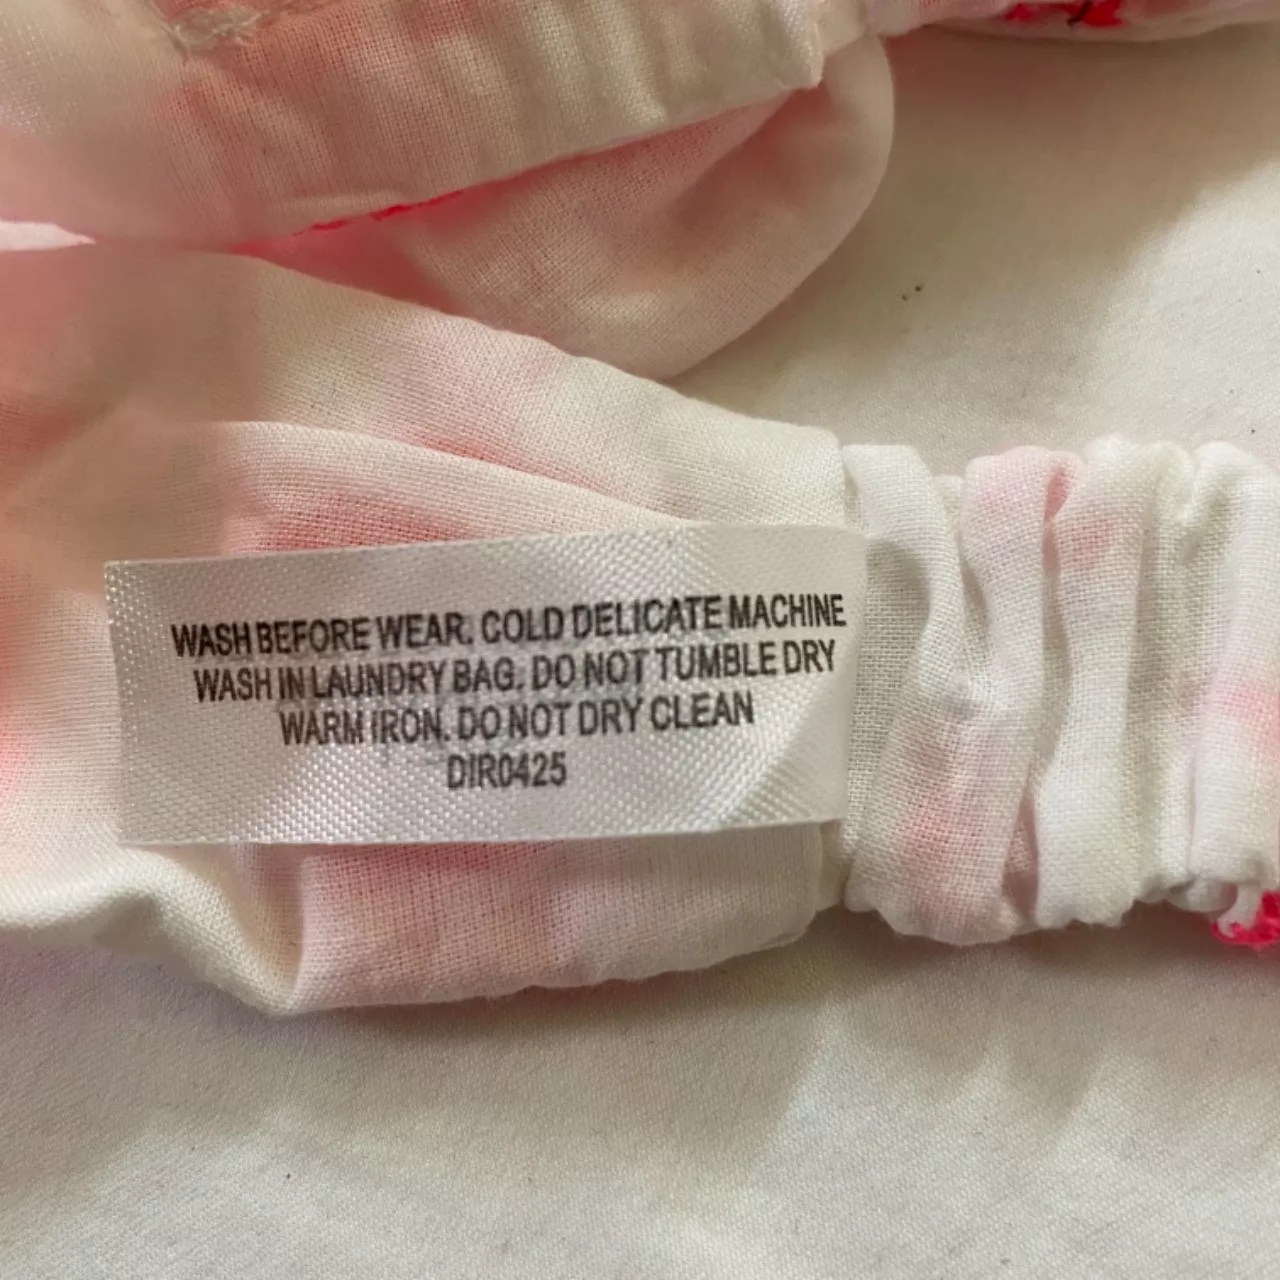 WASH BEFORE WEAR. COLD DELICATE MACHINE
WASH IN LAUNDRY BAG. DO NOT TUMBLE DRY
WARM IRON. DO NOT DRY CLEAN
DIR0425